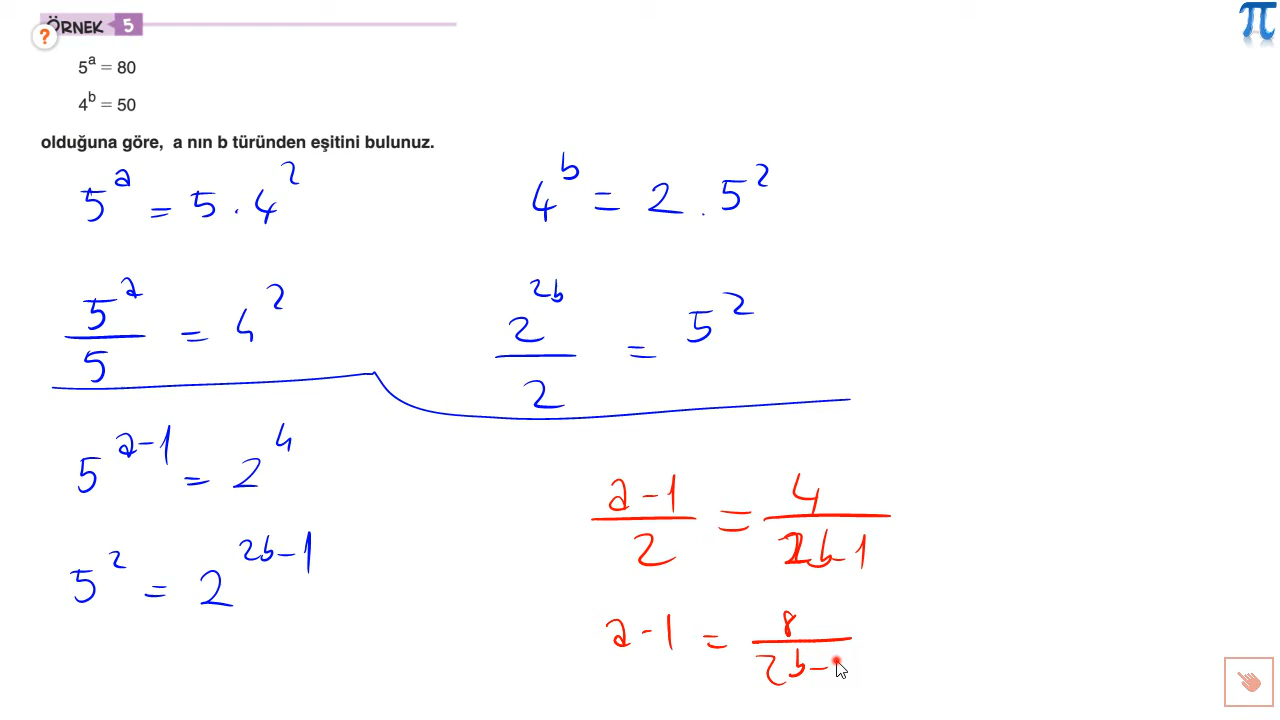 ÖRNEK 5
?
π
5^a = 80
4^b = 50
olduğuna göre, a nın b türünden eşitini bulunuz.
5^a = 5 . 4^2
4^b = 2 . 5^2
5^a / 5 = 4^2
2^2b / 2 = 5^2
5^a-1 = 2^4
5^2 = 2^2b-1
a-1 / 2 = 4 / 2b-1
a-1 = 8 / 2b-